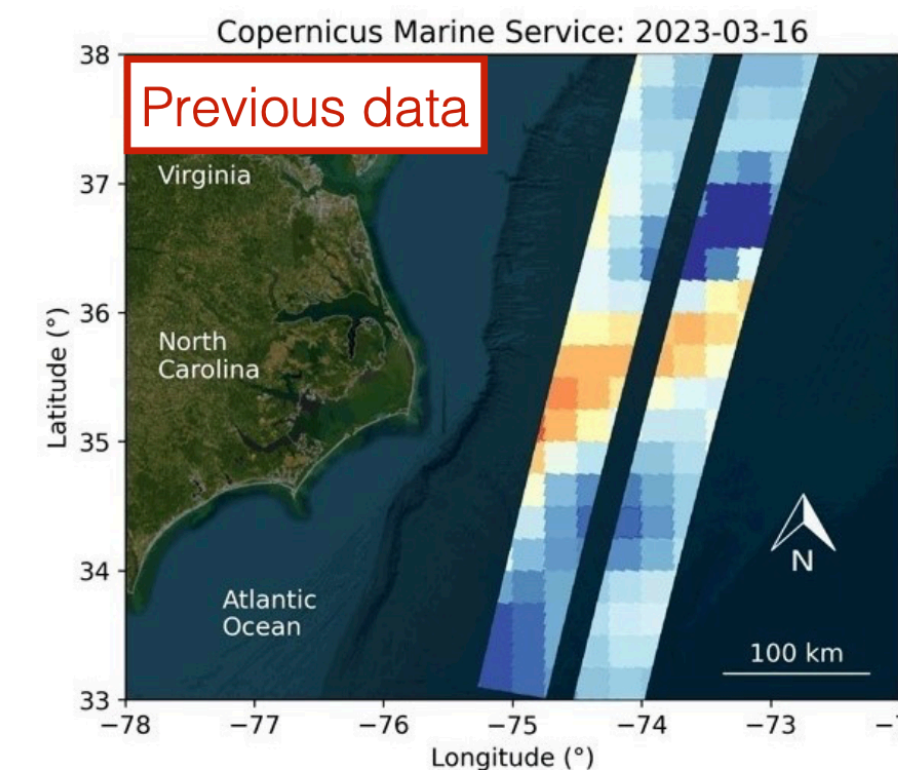 Copernicus Marine Service: 2023-03-16
Previous data
38
37
36
35
34
33
Latitude (°)
Virginia
North
Carolina
Atlantic
Ocean
N
100 km
−78
−77
−76
−75
−74
−73
Longitude (°)